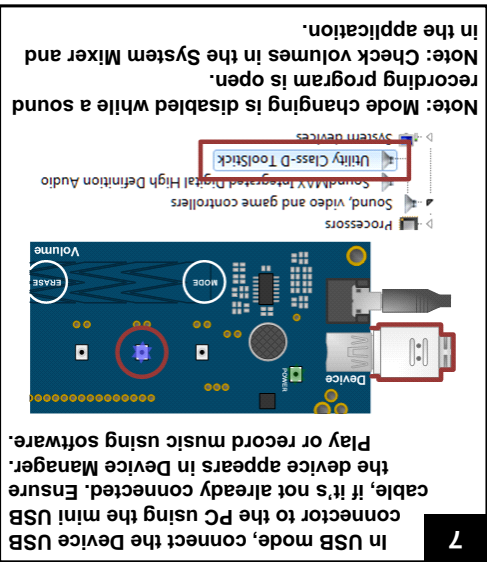 7
In USB mode, connect the Device USB
connector to the PC using the mini USB
cable, if it's not already connected. Ensure
the device appears in Device Manager.
Play or record music using software.
Device
POWER
MODE
ERASE
Volume
Processors
Sound, video and game controllers
SoundMAX Integrated Digital High Definition Audio
Utility Class-D ToolStick
System devices
Note: Mode changing is disabled while a sound
recording program is open.
Note: Check volumes in the System Mixer and
in the application.